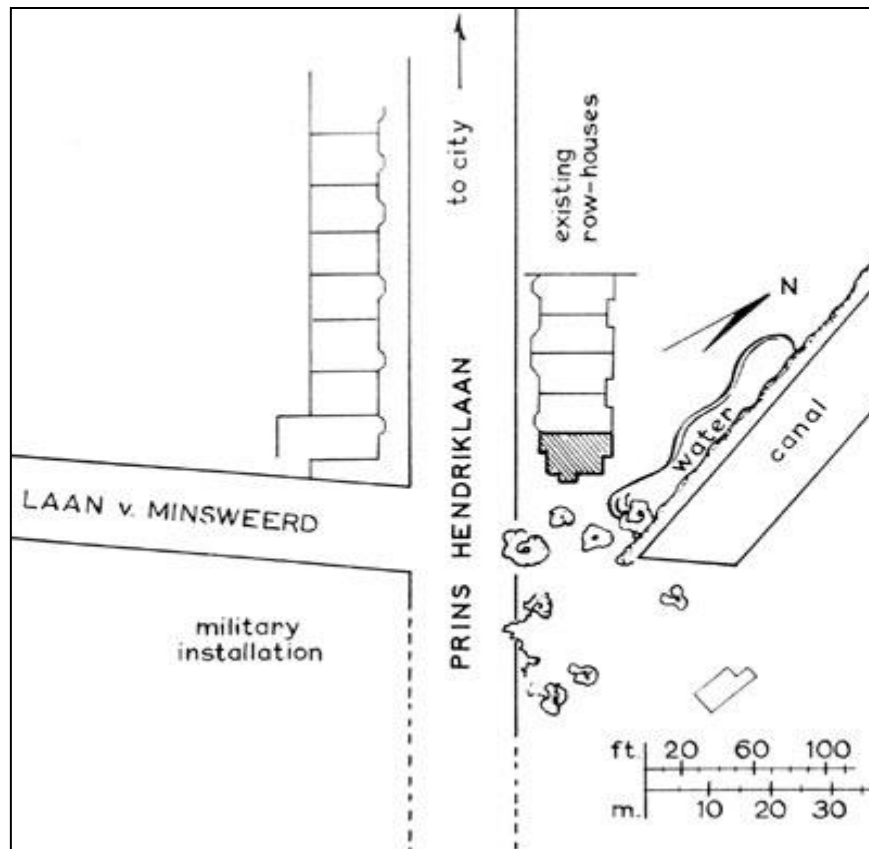 to city
existing
row-houses
N
water
canal
LAAN v. MINSWEERD
PRINS HENDRIKLAAN
military
installation
ft. 20 60 100
m. 10 20 30